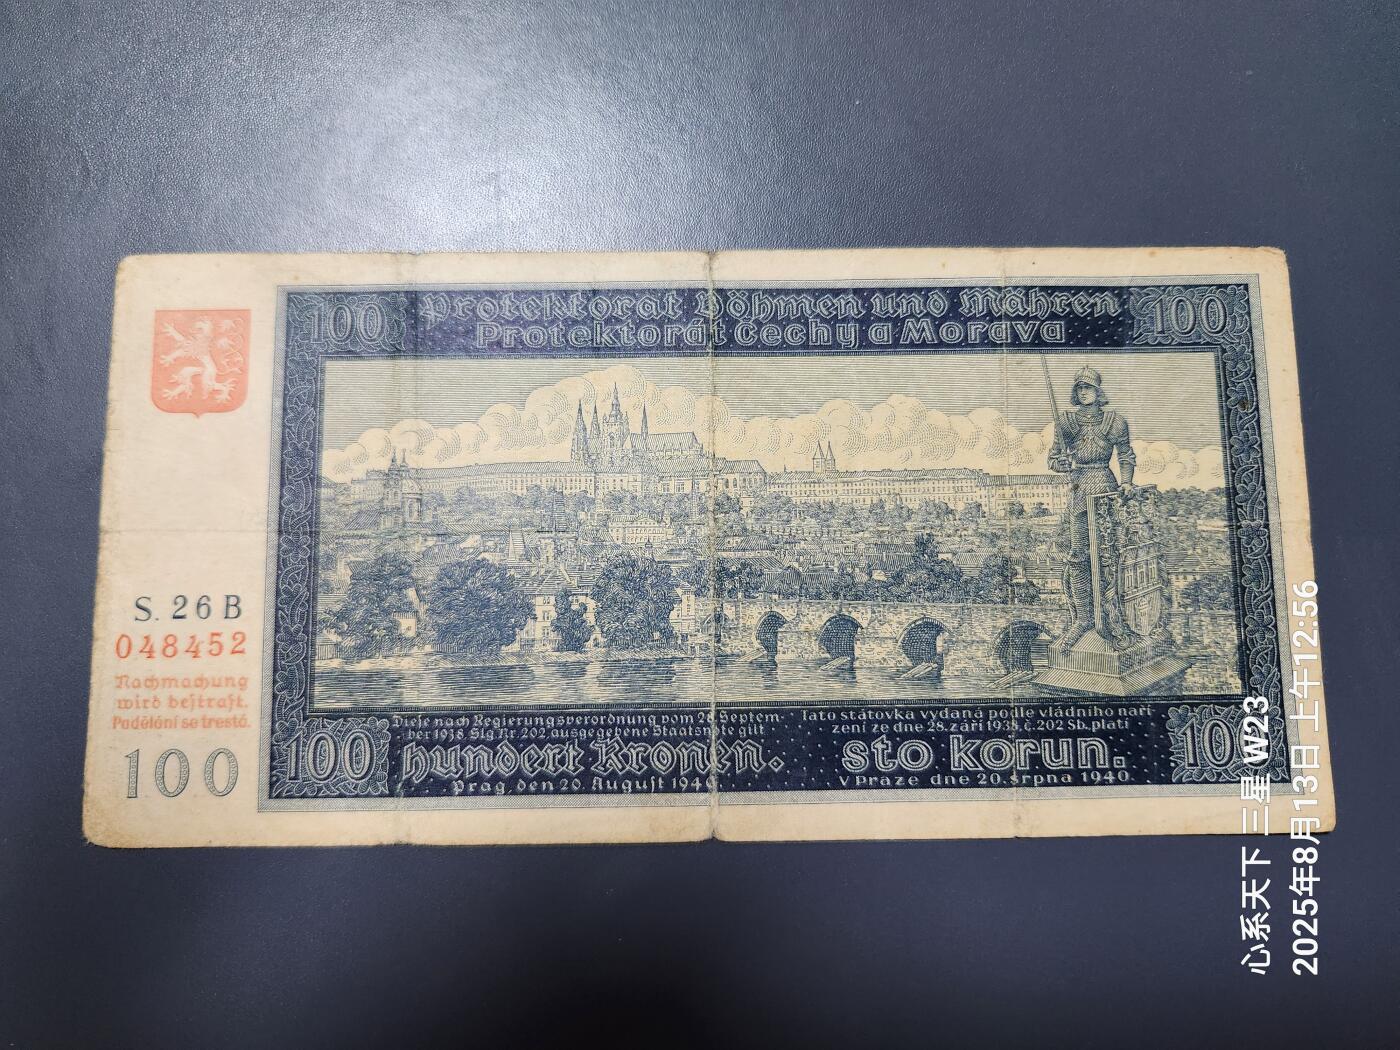 100 Protektorat Böhmen und Mähren 100
Protektorát Čechy a Morava
S. 26 B
048452
Nachmachung
wird bestraft.
Padělání se trestá.
100
Diese nach Regierungsverordnung vom 28. Septem-
ber 1938. Slg. Nr. 202. ausgegebene Staatsnote gilt
100 hundert Kronen.
Prag, den 20. August 1940.
Tato státovka vydaná podle vládního naří
zení ze dne 28. září 1938. č. 202 Sb. platí
sto korun. 100
V Praze dne 20. srpna 1940.
心系天下 三星 W23
2025年8月13日 上午12:56